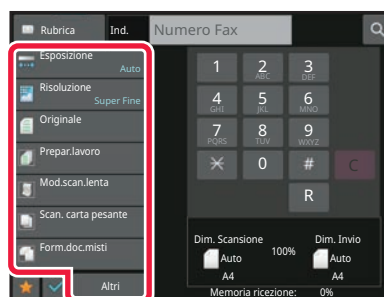 Rubrica
Ind.
Numero Fax
Esposizione
Auto
Risoluzione
Super Fine
Originale
Prepar.lavoro
Mod.scan.lenta
Scan. carta pesante
Form.doc.misti
Altri
1
2
ABC
3
DEF
4
GHI
5
JKL
6
MNO
7
PQRS
8
TUV
9
WXYZ
0
#
C
R
Dim. Scansione
Auto
A4
100%
Dim. Invio
Auto
A4
Memoria ricezione: 0%